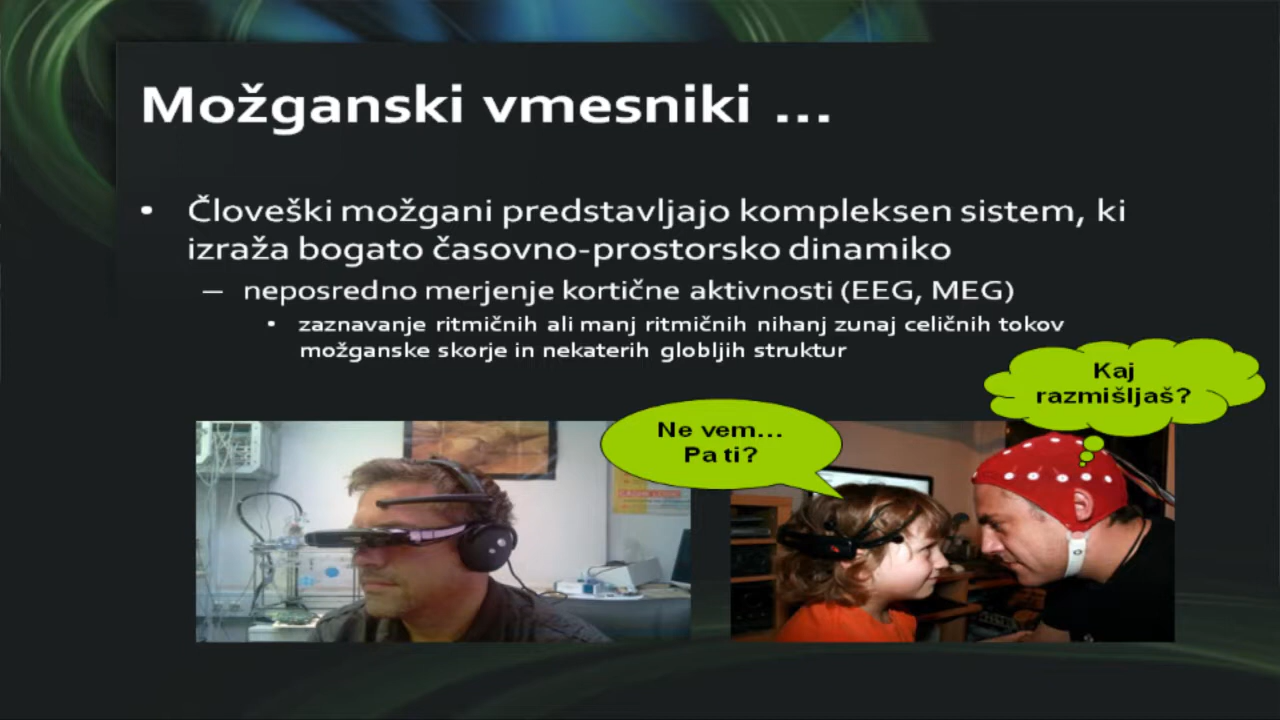 Možganski vmesniki ...
• Človeški možgani predstavljajo kompleksen sistem, ki
izraža bogato časovno-prostorsko dinamiko
– neposredno merjenje kortične aktivnosti (EEG, MEG)
• zaznavanje ritmičnih ali manj ritmičnih nihanj zunaj celičnih tokov
možganske skorje in nekaterih globljih struktur
Kaj
razmišljaš?
Ne vem...
Pa ti?